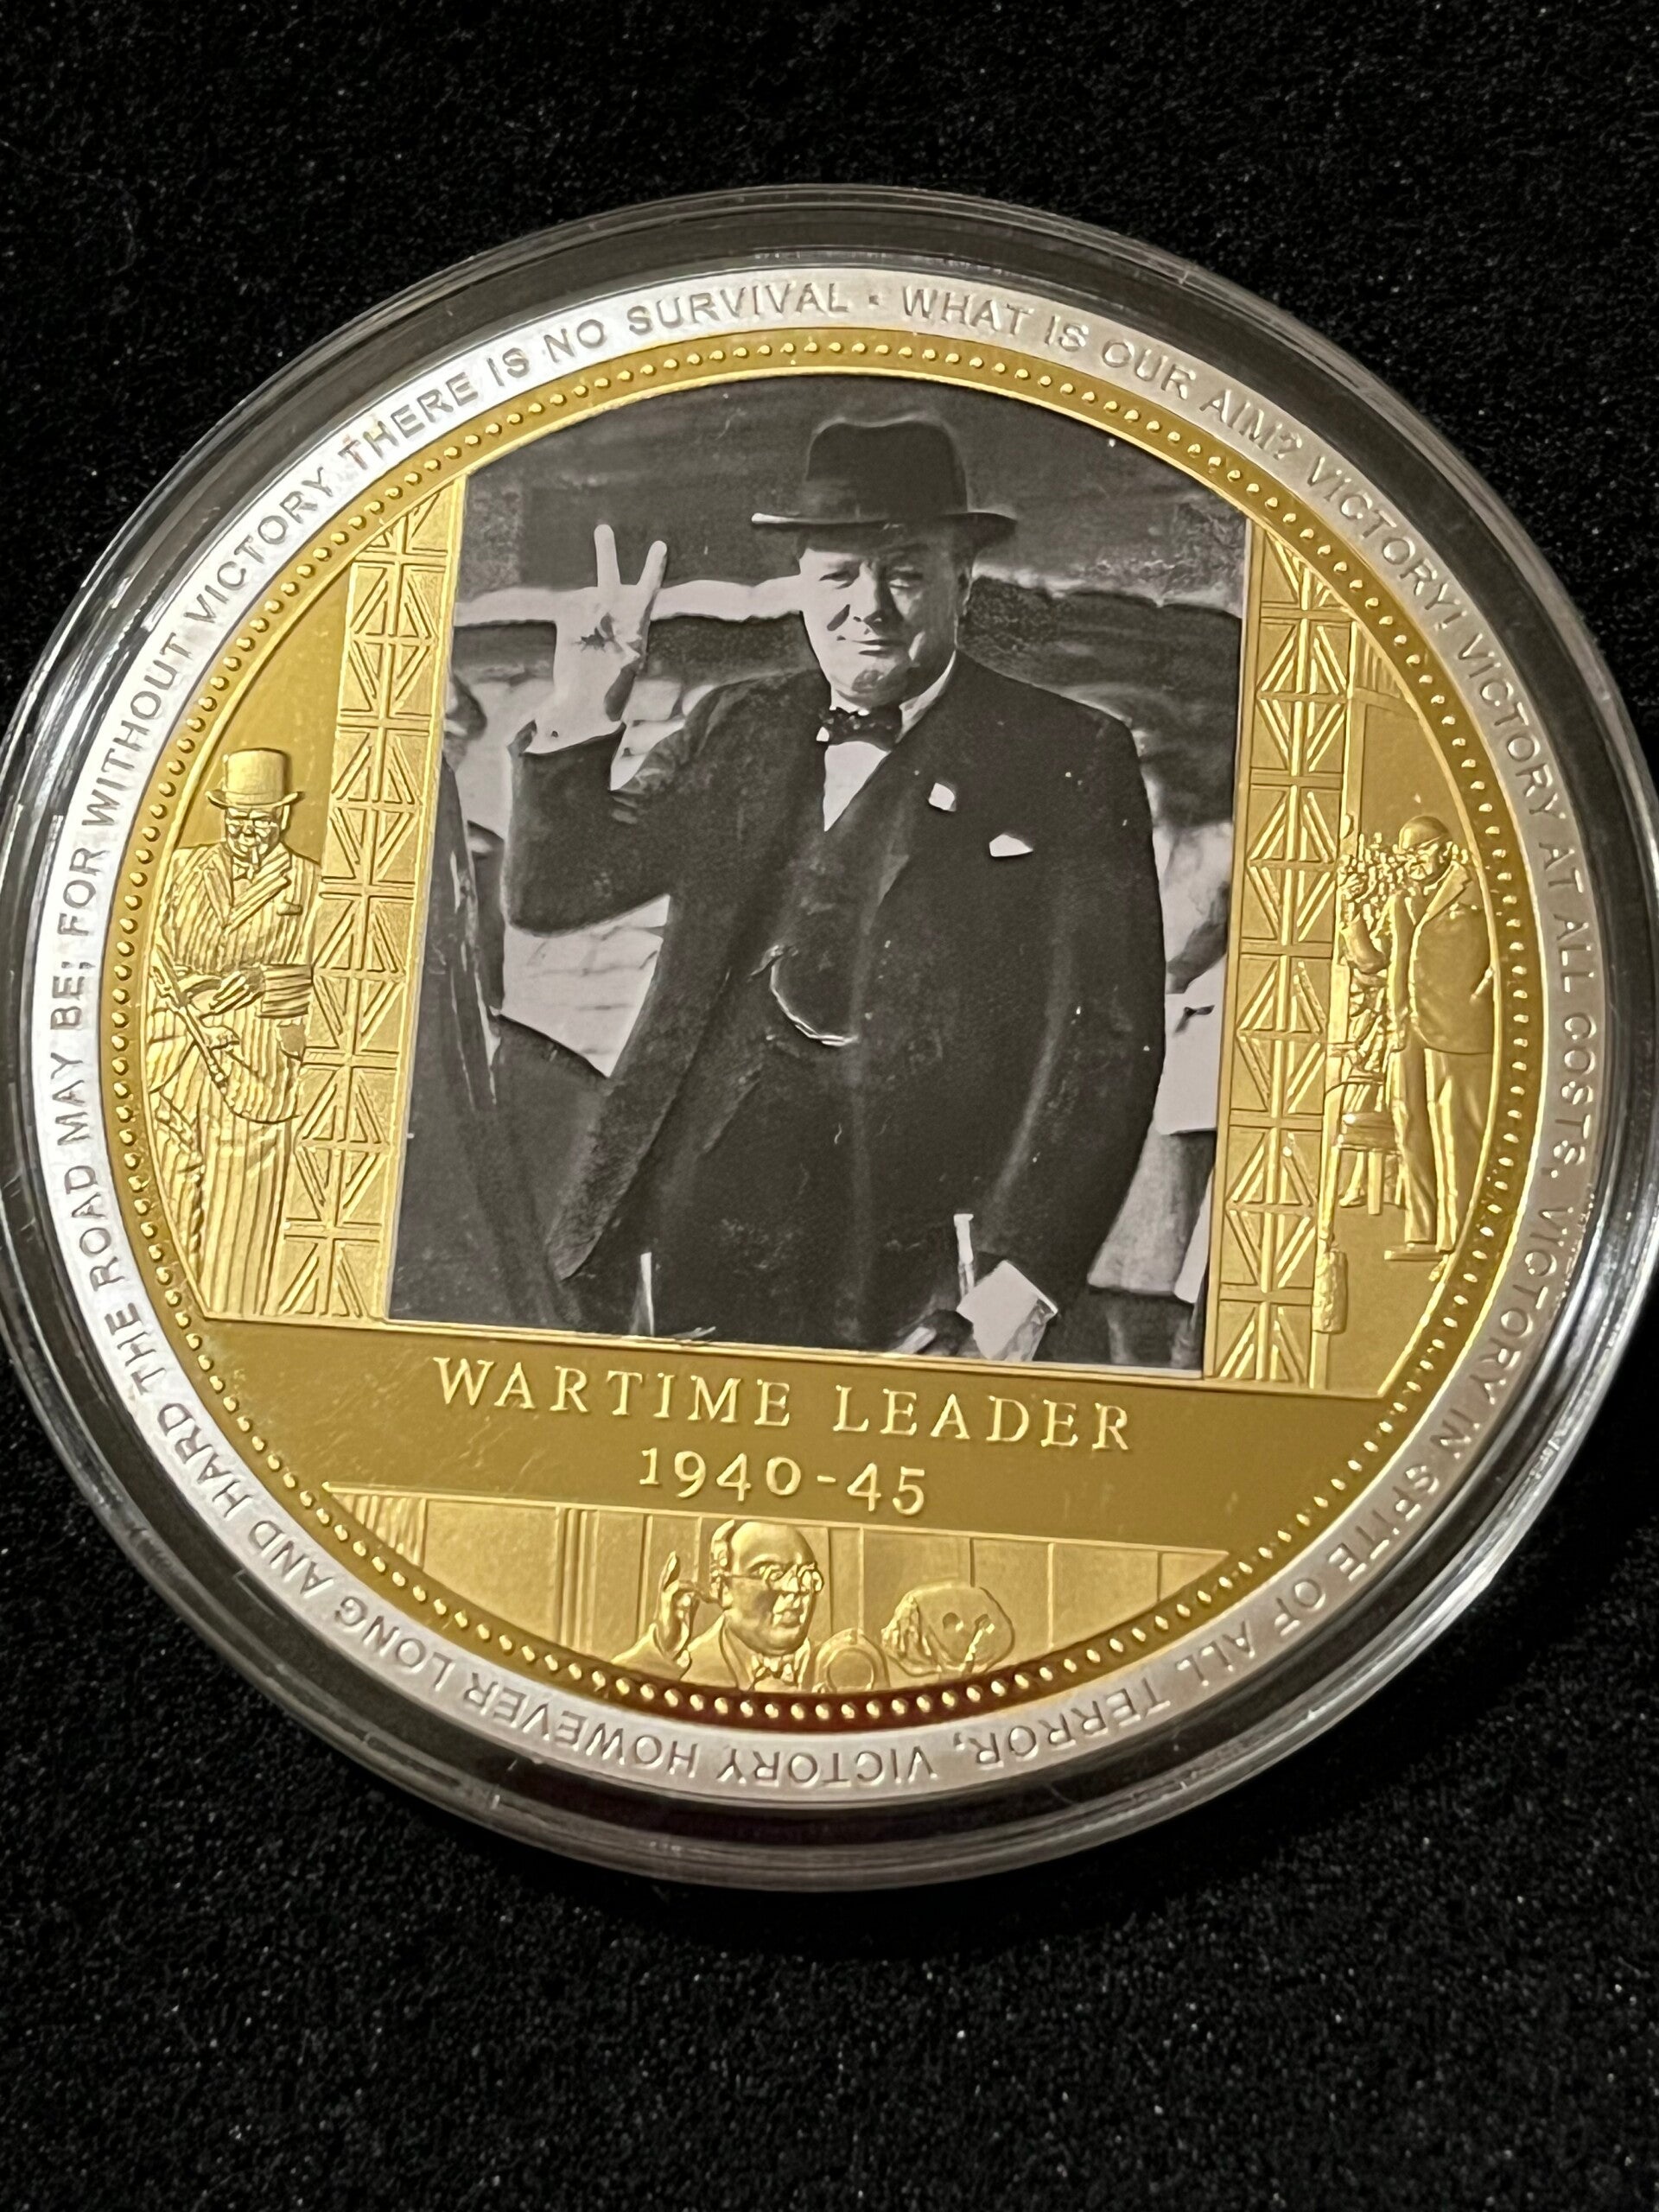 WHAT IS OUR AIM? VICTORY! VICTORY AT ALL COSTS, VICTORY IN SPITE OF ALL TERROR, VICTORY HOWEVER LONG AND HARD THE ROAD MAY BE; FOR WITHOUT VICTORY THERE IS NO SURVIVAL ·
WARTIME LEADER
1940-45